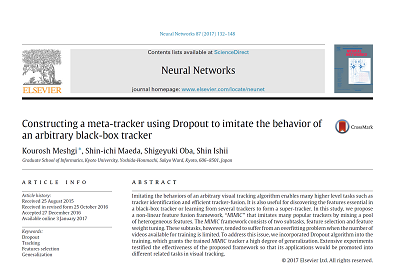 Neural Networks 87 (2017) 132–148
Contents lists available at ScienceDirect
Neural Networks
journal homepage: www.elsevier.com/locate/neunet
ELSEVIER
Constructing a meta-tracker using Dropout to imitate the behavior of
an arbitrary black-box tracker
CrossMark
Kourosh Meshgi *, Shin-ichi Maeda, Shigeyuki Oba, Shin Ishii
Graduate School of Informatics, Kyoto University, Yoshida-Honmachi, Sakyo Ward, Kyoto, 606–8501, Japan
ARTICLE INFO
Article history:
Received 25 August 2015
Received in revised form 25 October 2016
Accepted 27 December 2016
Available online 3 January 2017
Keywords:
Dropout
Tracking
Features selection
Generalization
ABSTRACT
Imitating the behaviors of an arbitrary visual tracking algorithm enables many higher level tasks such as
tracker identification and efficient tracker-fusion. It is also useful for discovering the features essential in
a black-box tracker or learning from several trackers to form a super-tracker. In this study, we propose
a non-linear feature fusion framework, "MIMIC" that imitates many popular trackers by mixing a pool
of heterogeneous features. The MIMIC framework consists of two subtasks, feature selection and feature
weight tuning. These subtasks, however, tended to suffer from an overfitting problem when the number of
videos available for training is limited. To address this issue, we incorporated Dropout algorithm into the
training, which grants the trained MIMIC tracker a high degree of generalization. Extensive experiments
testified the effectiveness of the proposed framework so that its applications would be promoted into
different related tasks in visual tracking.